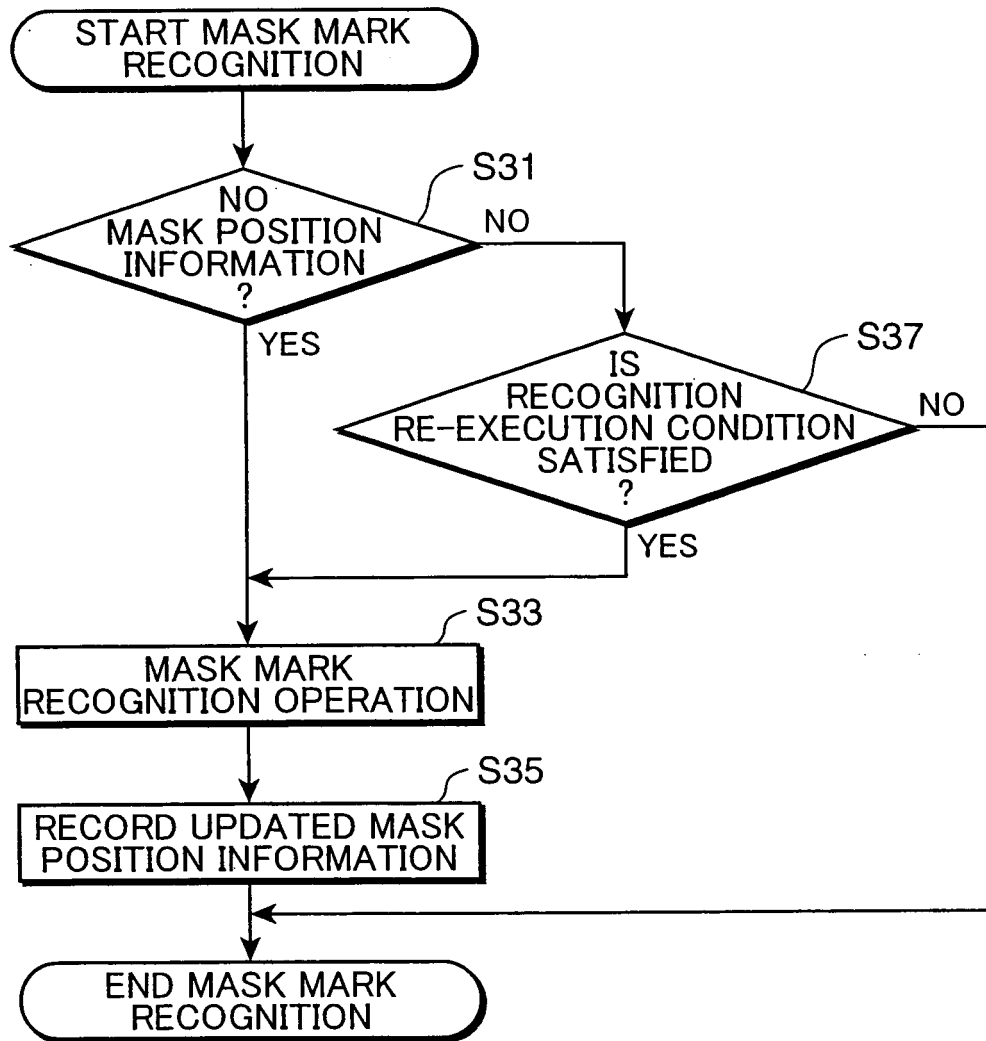 START MASK MARK
RECOGNITION
S31
NO
MASK POSITION
INFORMATION
?
NO
YES
S37
IS
RECOGNITION
RE-EXECUTION CONDITION
SATISFIED
?
NO
YES
S33
MASK MARK
RECOGNITION OPERATION
S35
RECORD UPDATED MASK
POSITION INFORMATION
END MASK MARK
RECOGNITION